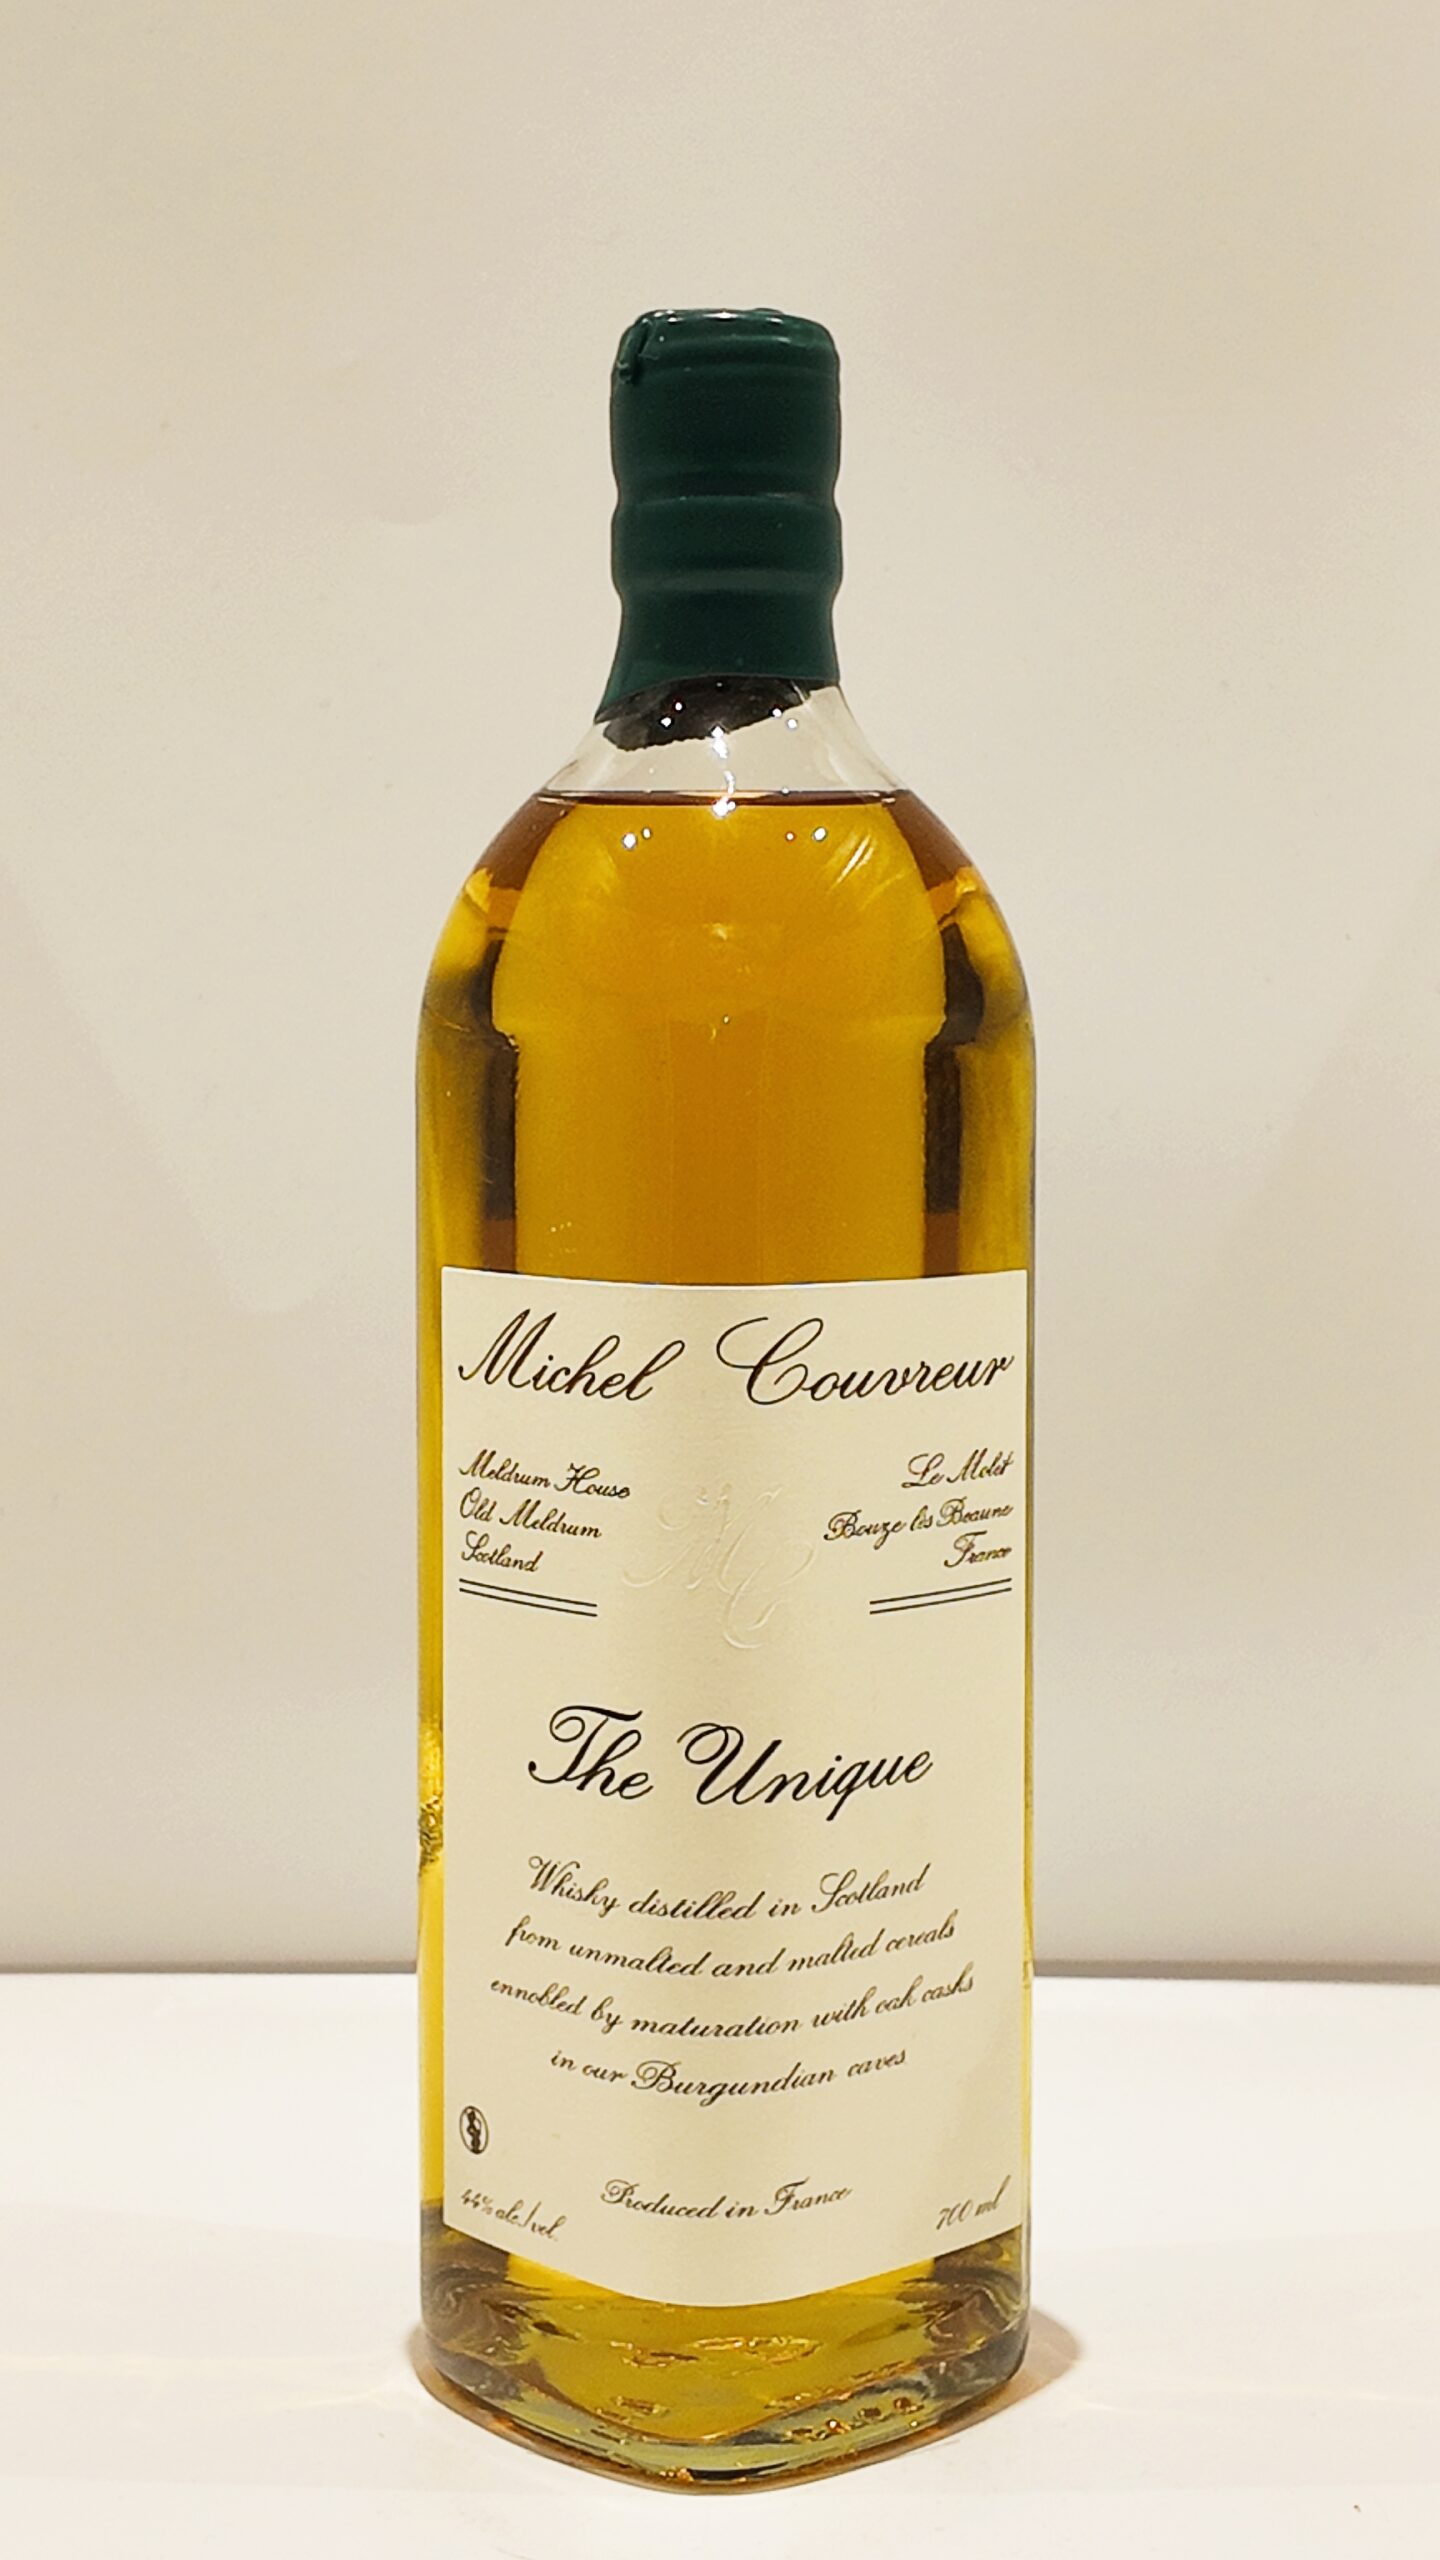 Michel Couvreur
Meldrum House
Old Meldrum
Scotland
Le Molet
Bouze lès Beaune
France
MC
The Unique
Whisky distilled in Scotland
from unmalted and malted cereals
ennobled by maturation with oak casks
in our Burgundian caves
44% alc./vol.
Produced in France
700 ml